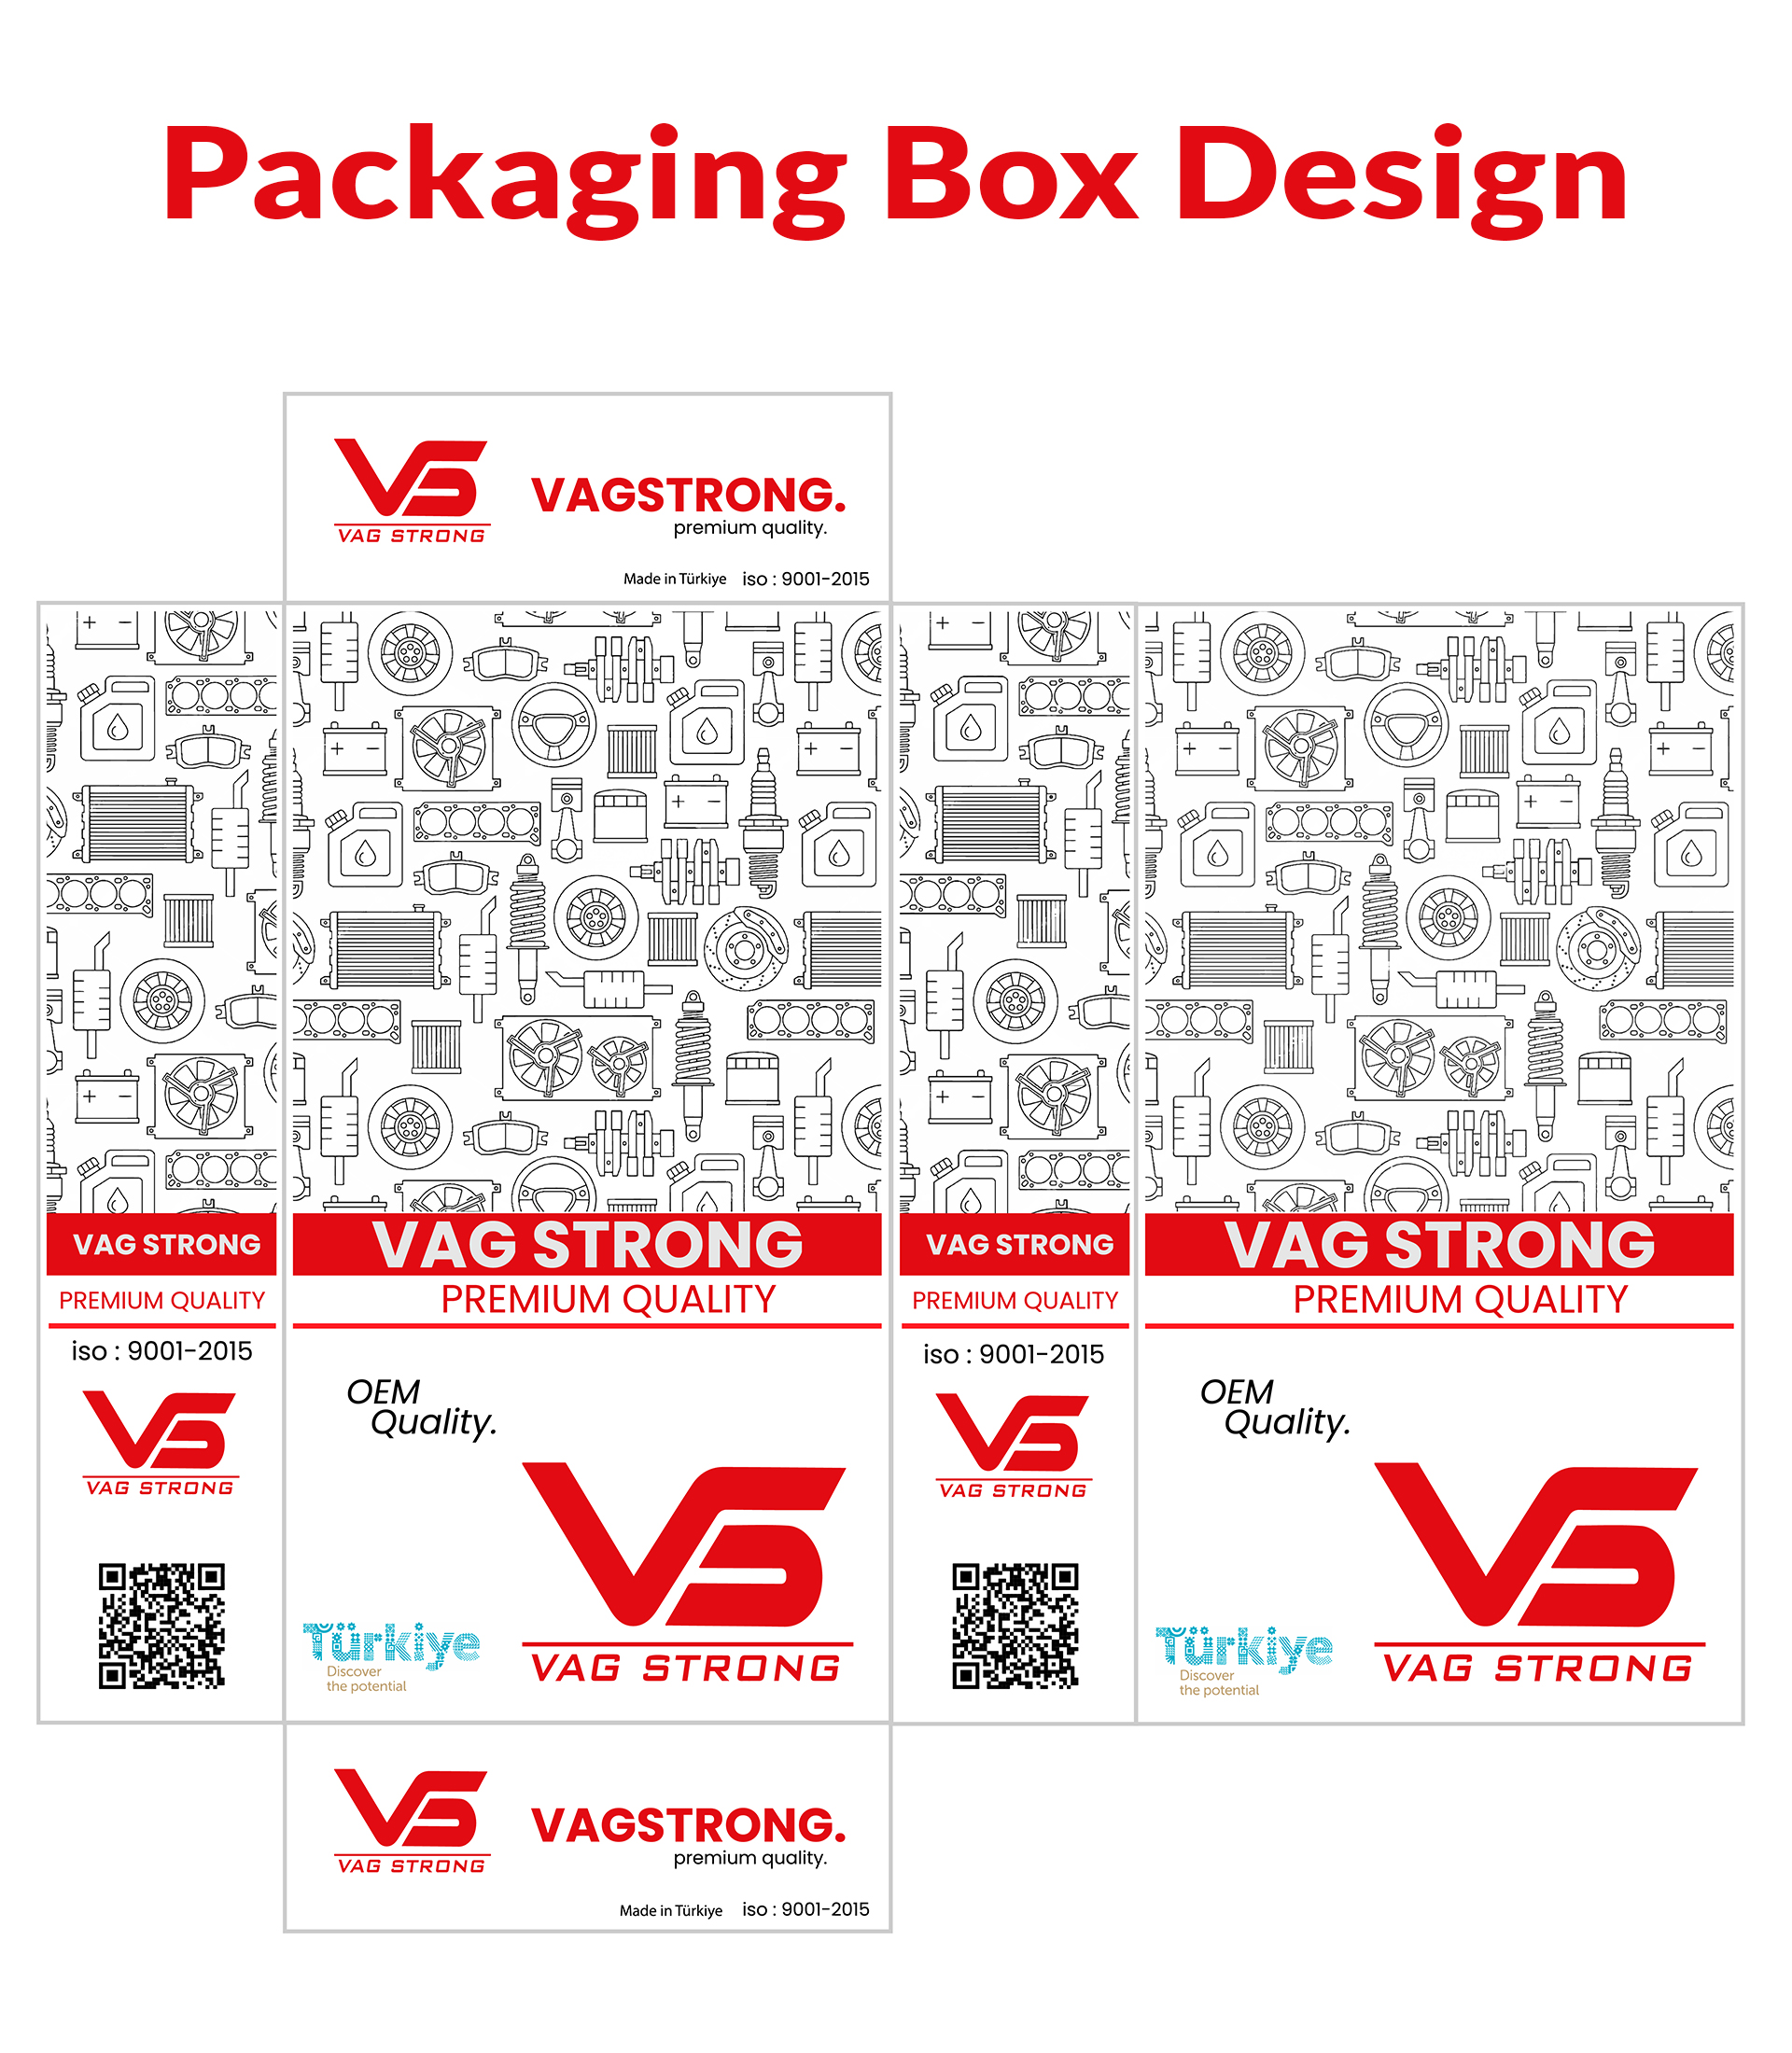 Packaging Box Design
VAG STRONG
VAGSTRONG.
premium quality.
Made in Türkiye iso : 9001-2015
VAG STRONG
PREMIUM QUALITY
iso : 9001-2015
VAG STRONG
VAG STRONG
PREMIUM QUALITY
OEM
Quality.
Türkiye
Discover
the potential
VAG STRONG
VAG STRONG
PREMIUM QUALITY
iso : 9001-2015
VAG STRONG
VAG STRONG
PREMIUM QUALITY
OEM
Quality.
Türkiye
Discover
the potential
VAG STRONG
VAG STRONG
VAGSTRONG.
premium quality.
Made in Türkiye iso : 9001-2015